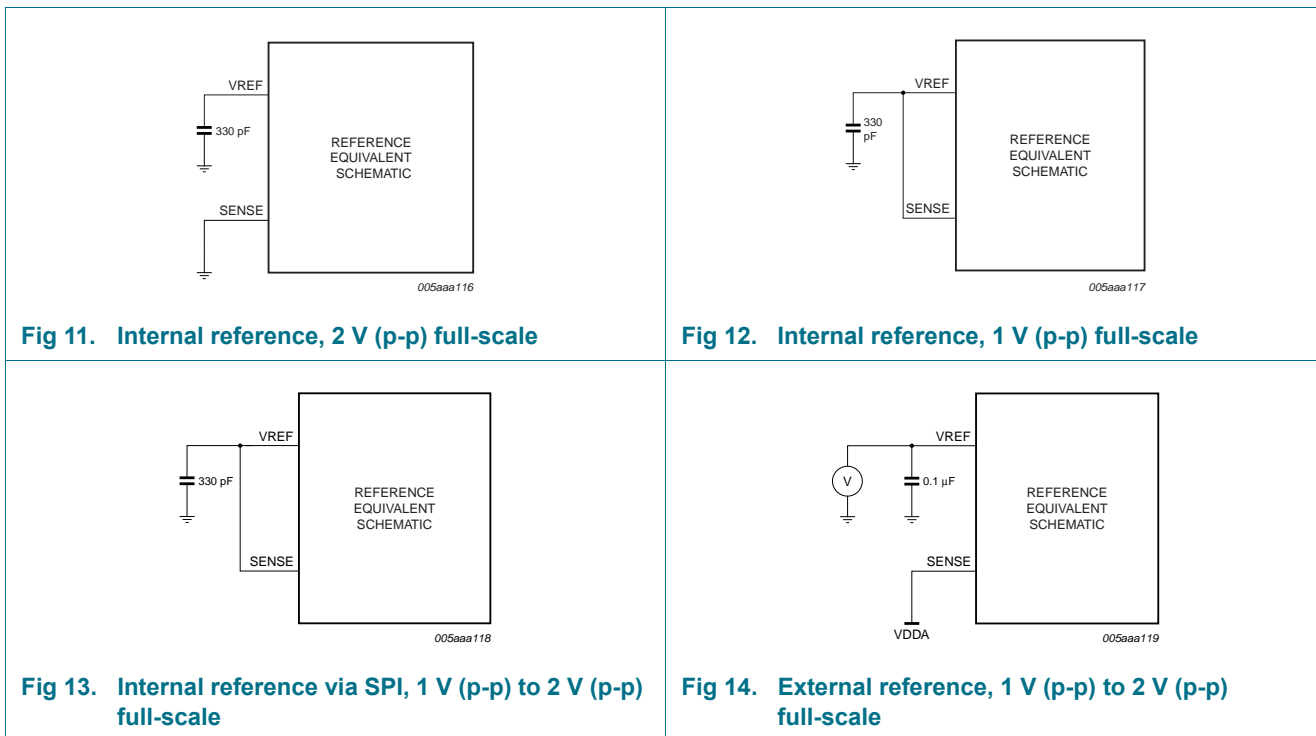 VREF
330 pF
REFERENCE
EQUIVALENT
SCHEMATIC
SENSE
005aaa116
Fig 11. Internal reference, 2 V (p-p) full-scale
VREF
330
pF
REFERENCE
EQUIVALENT
SCHEMATIC
SENSE
005aaa117
Fig 12. Internal reference, 1 V (p-p) full-scale
VREF
330 pF
REFERENCE
EQUIVALENT
SCHEMATIC
SENSE
005aaa118
Fig 13. Internal reference via SPI, 1 V (p-p) to 2 V (p-p)
full-scale
VREF
V
0.1 μF
REFERENCE
EQUIVALENT
SCHEMATIC
SENSE
VDDA
005aaa119
Fig 14. External reference, 1 V (p-p) to 2 V (p-p)
full-scale